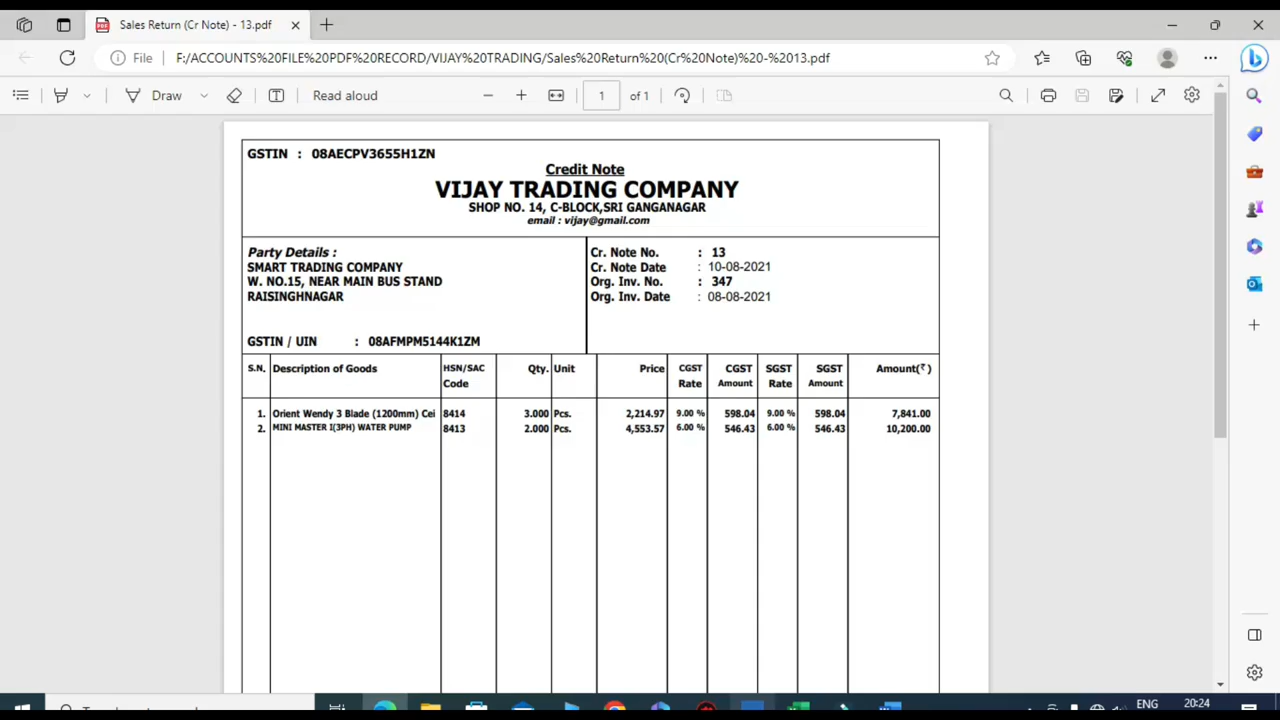 Sales Return (Cr Note) - 13.pdf
File F:/ACCOUNTS%20FILE%20PDF%20RECORD/VIJAY%20TRADING/Sales%20Return%20(Cr%20Note)%20-%2013.pdf
Draw Read aloud 1 of 1
GSTIN : 08AECPV3655H1ZN
Credit Note
VIJAY TRADING COMPANY
SHOP NO. 14, C-BLOCK,SRI GANGANAGAR
email : vijay@gmail.com
Party Details :
SMART TRADING COMPANY
W. NO.15, NEAR MAIN BUS STAND
RAISINGHNAGAR
GSTIN / UIN : 08AFMPM5144K1ZM
Cr. Note No. : 13
Cr. Note Date : 10-08-2021
Org. Inv. No. : 347
Org. Inv. Date : 08-08-2021
S.N. Description of Goods HSN/SAC Code Qty. Unit Price CGST Rate CGST Amount SGST Rate SGST Amount Amount(₹)
1. Orient Wendy 3 Blade (1200mm) Cei 8414 3.000 Pcs. 2,214.97 9.00 % 598.04 9.00 % 598.04 7,841.00
2. MINI MASTER I(3PH) WATER PUMP 8413 2.000 Pcs. 4,553.57 6.00 % 546.43 6.00 % 546.43 10,200.00
ENG 20:24